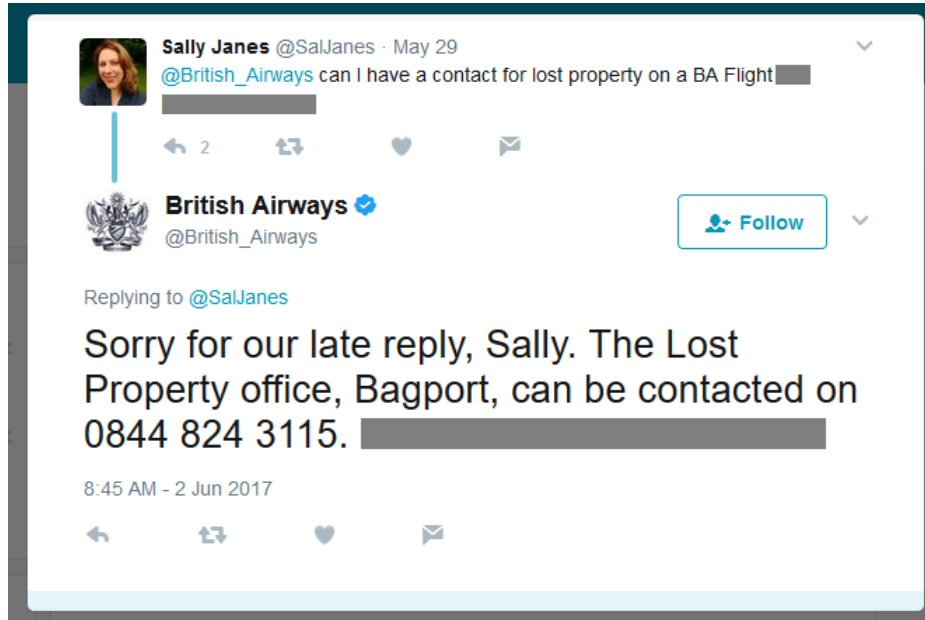 Sally Janes @SalJanes · May 29
@British_Airways can I have a contact for lost property on a BA Flight
2
British Airways
@British_Airways
Follow
Replying to @SalJanes
Sorry for our late reply, Sally. The Lost
Property office, Bagport, can be contacted on
0844 824 3115.
8:45 AM - 2 Jun 2017